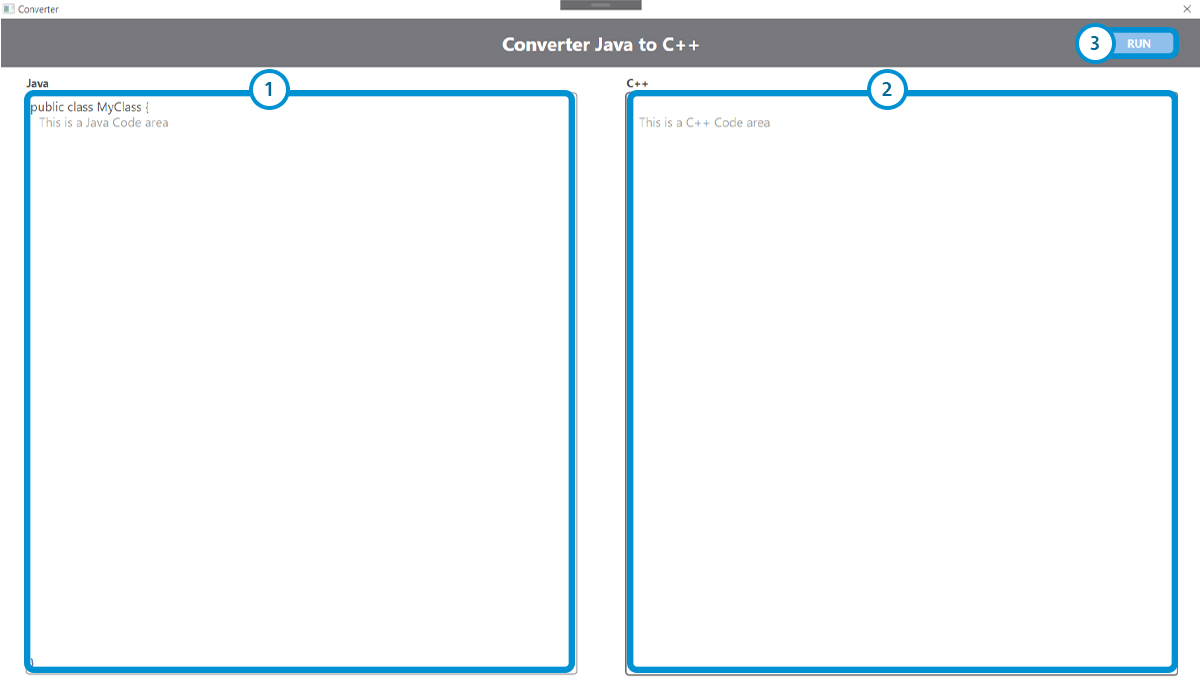 Converter
Converter Java to C++
3
RUN
Java
1
C++
2
public class MyClass {
This is a Java Code area
This is a C++ Code area
}